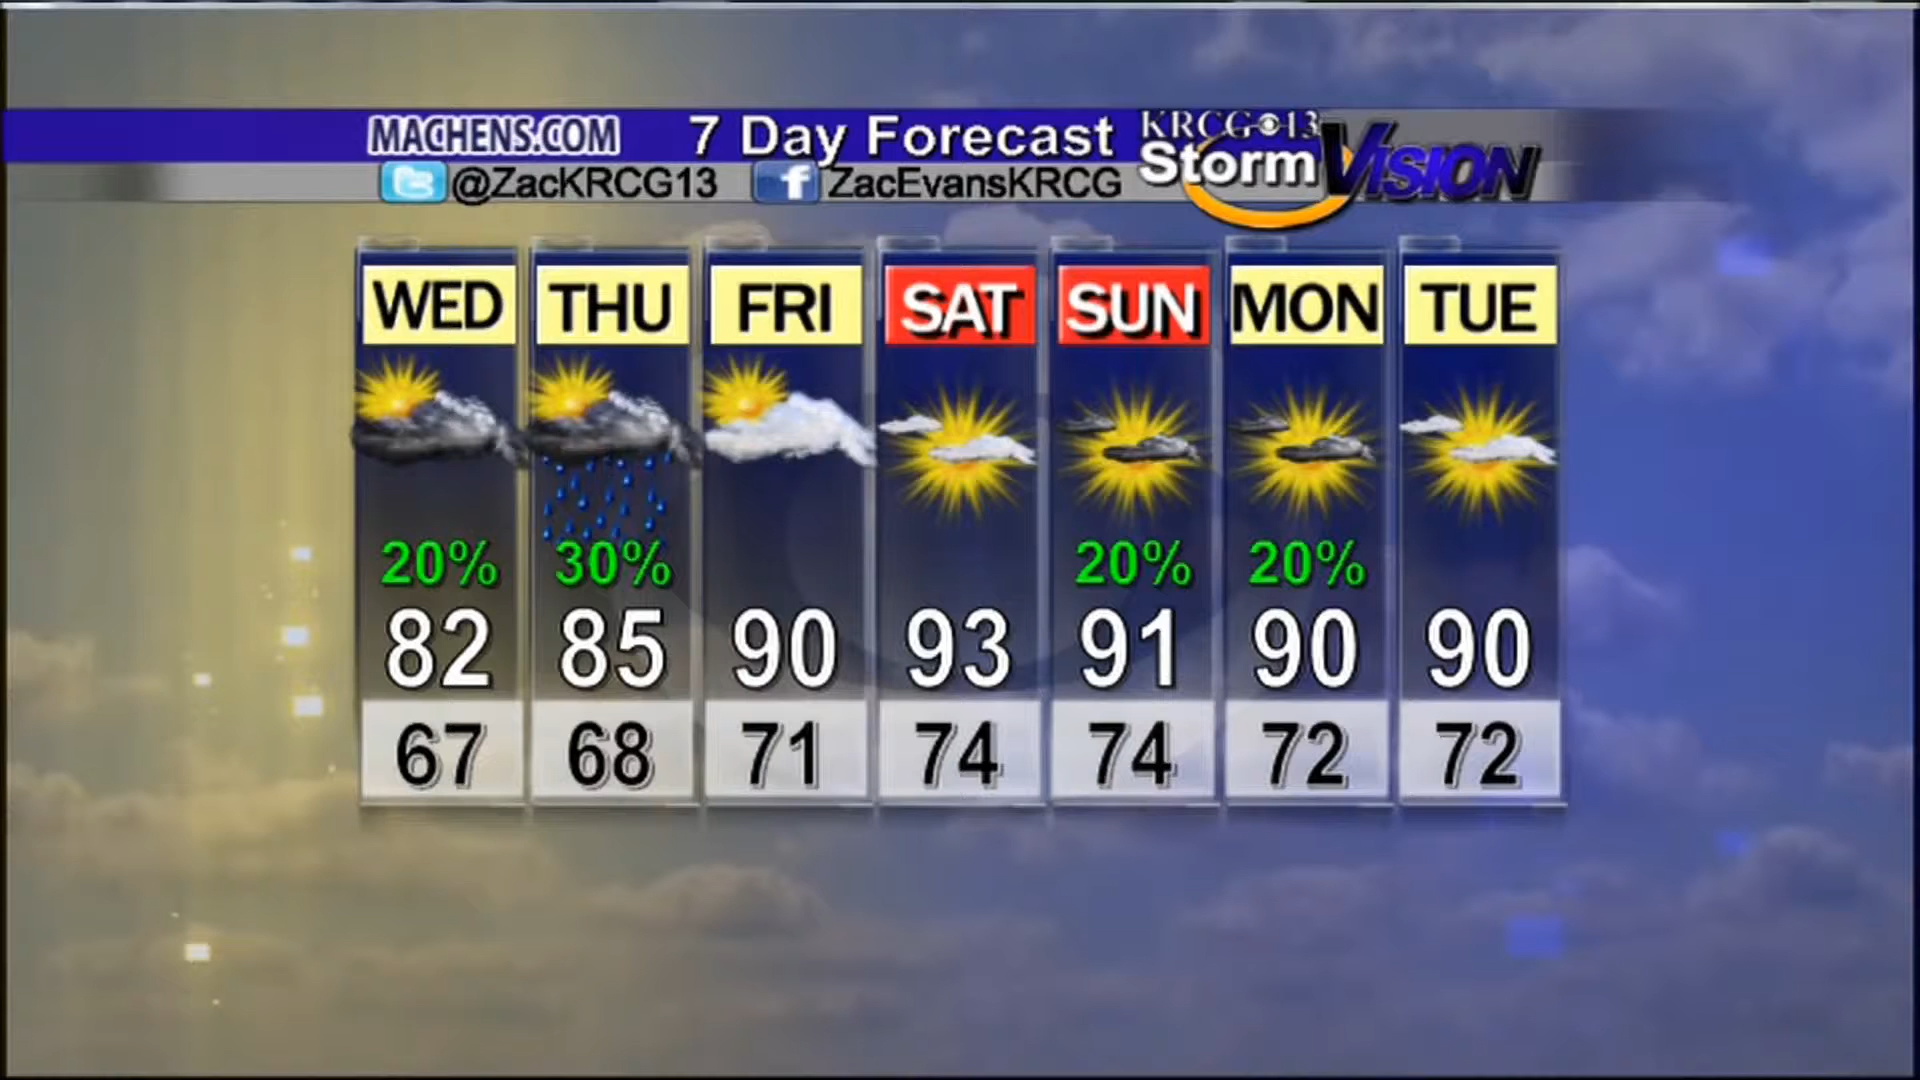 MACHENS.COM 7 Day Forecast KRCG 13
@ZacKRCG13 f ZacEvansKRCG Storm VISION
WED THU FRI SAT SUN MON TUE
20% 30% 20% 20%
82 85 90 93 91 90 90
67 68 71 74 74 72 72